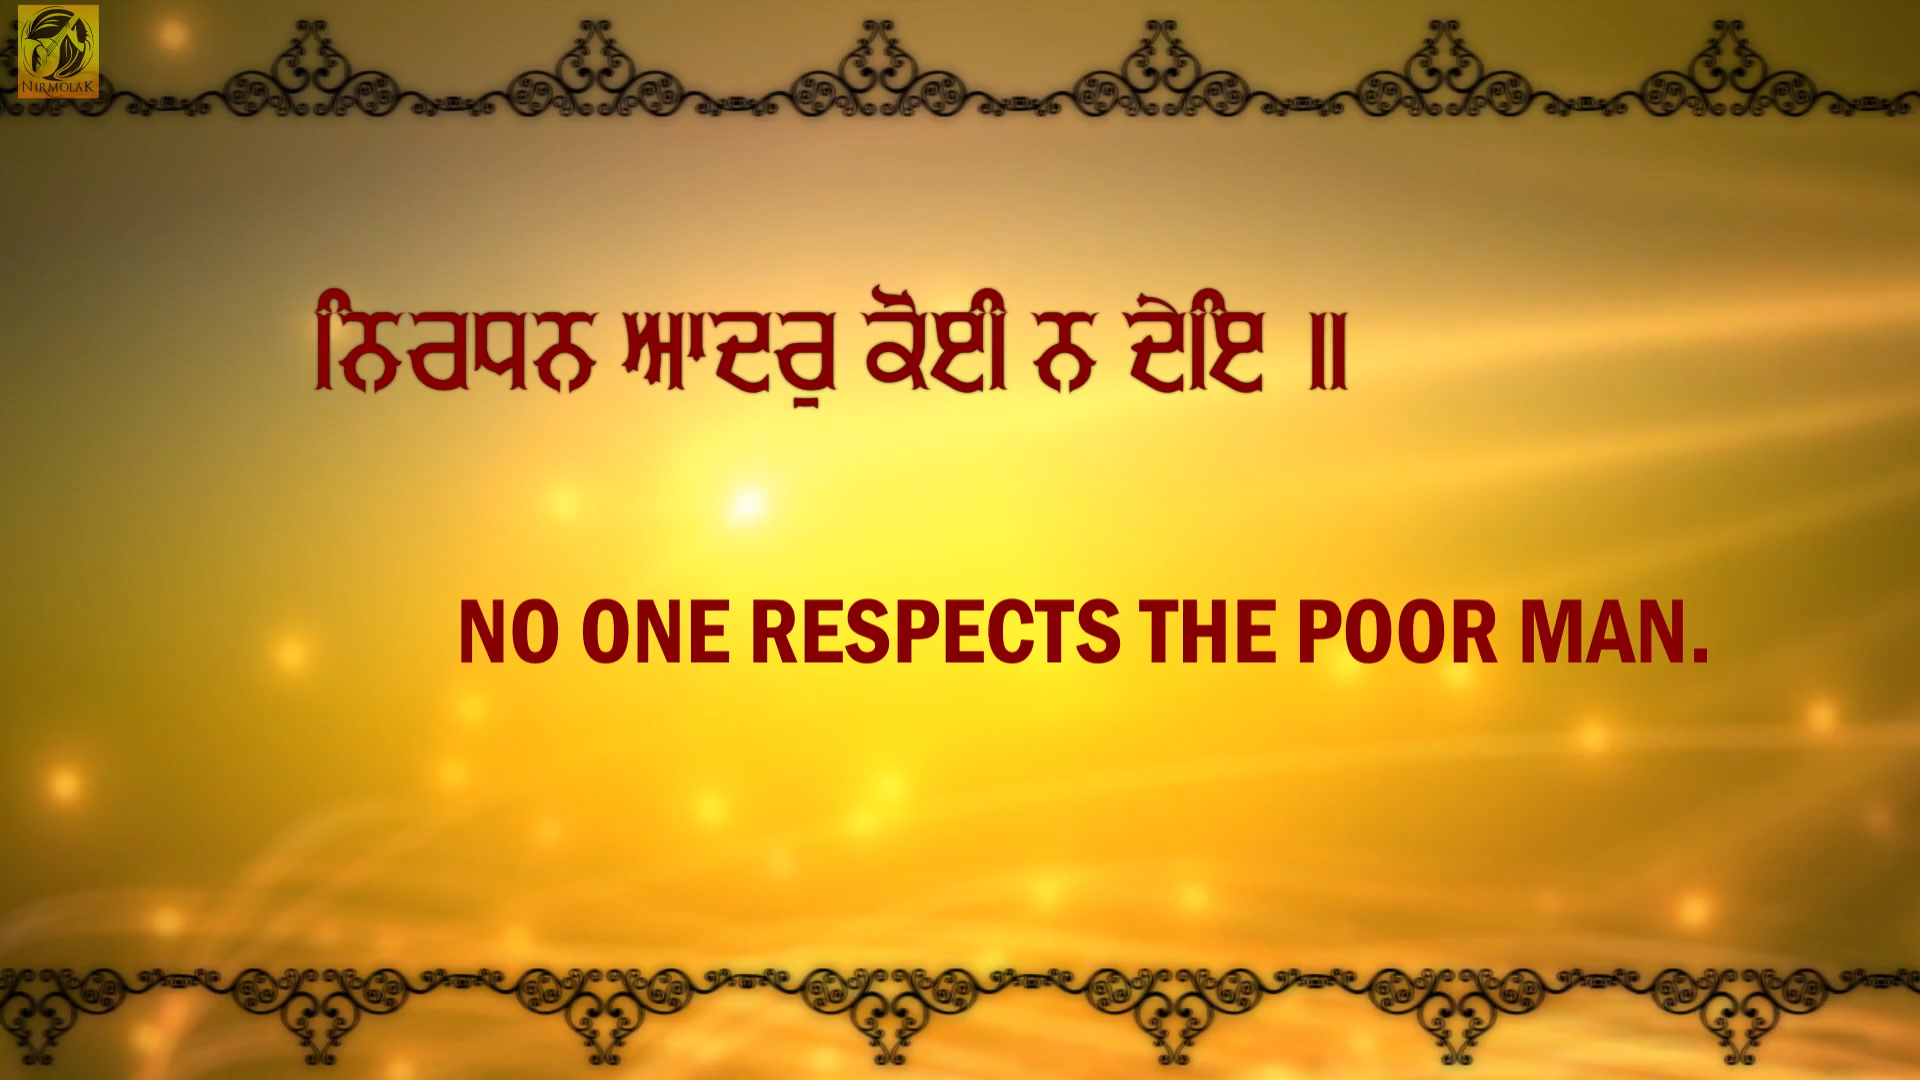 NIRMOLAK
ਨਿਰਧਨ ਆਦਰੁ ਕੋਈ ਨ ਦੇਇ ॥
NO ONE RESPECTS THE POOR MAN.